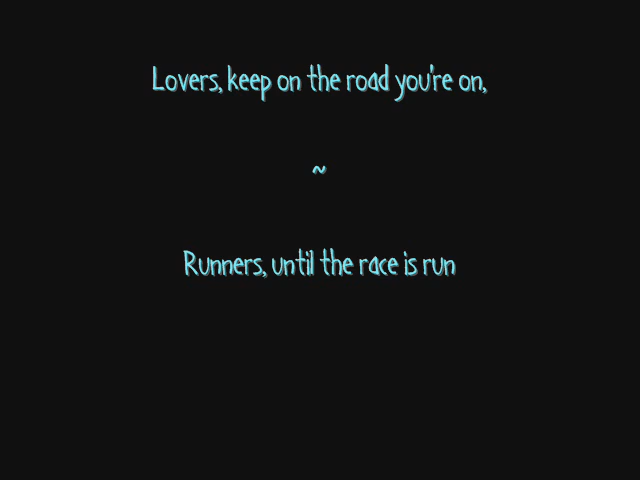 Lovers, keep on the road you're on,
~
Runners, until the race is run